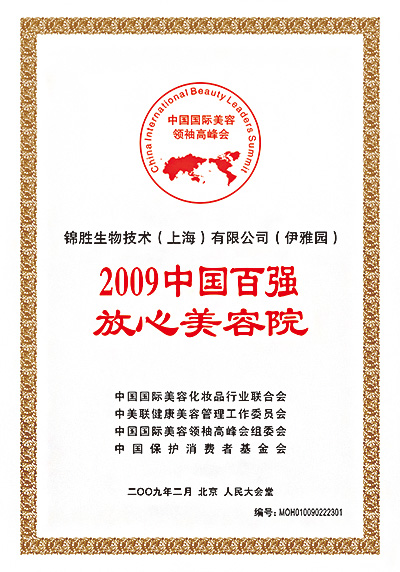 China International Beauty Leaders Summit
中国国际美容
领袖高峰会
锦胜生物技术（上海）有限公司（伊雅园）
2009中国百强
放心美容院
中国国际美容化妆品行业联合会
中美联健康美容管理工作委员会
中国国际美容领袖高峰会组委会
中国保护消费者基金会
二〇〇九年二月 北京 人民大会堂
编号：MOH010090222301